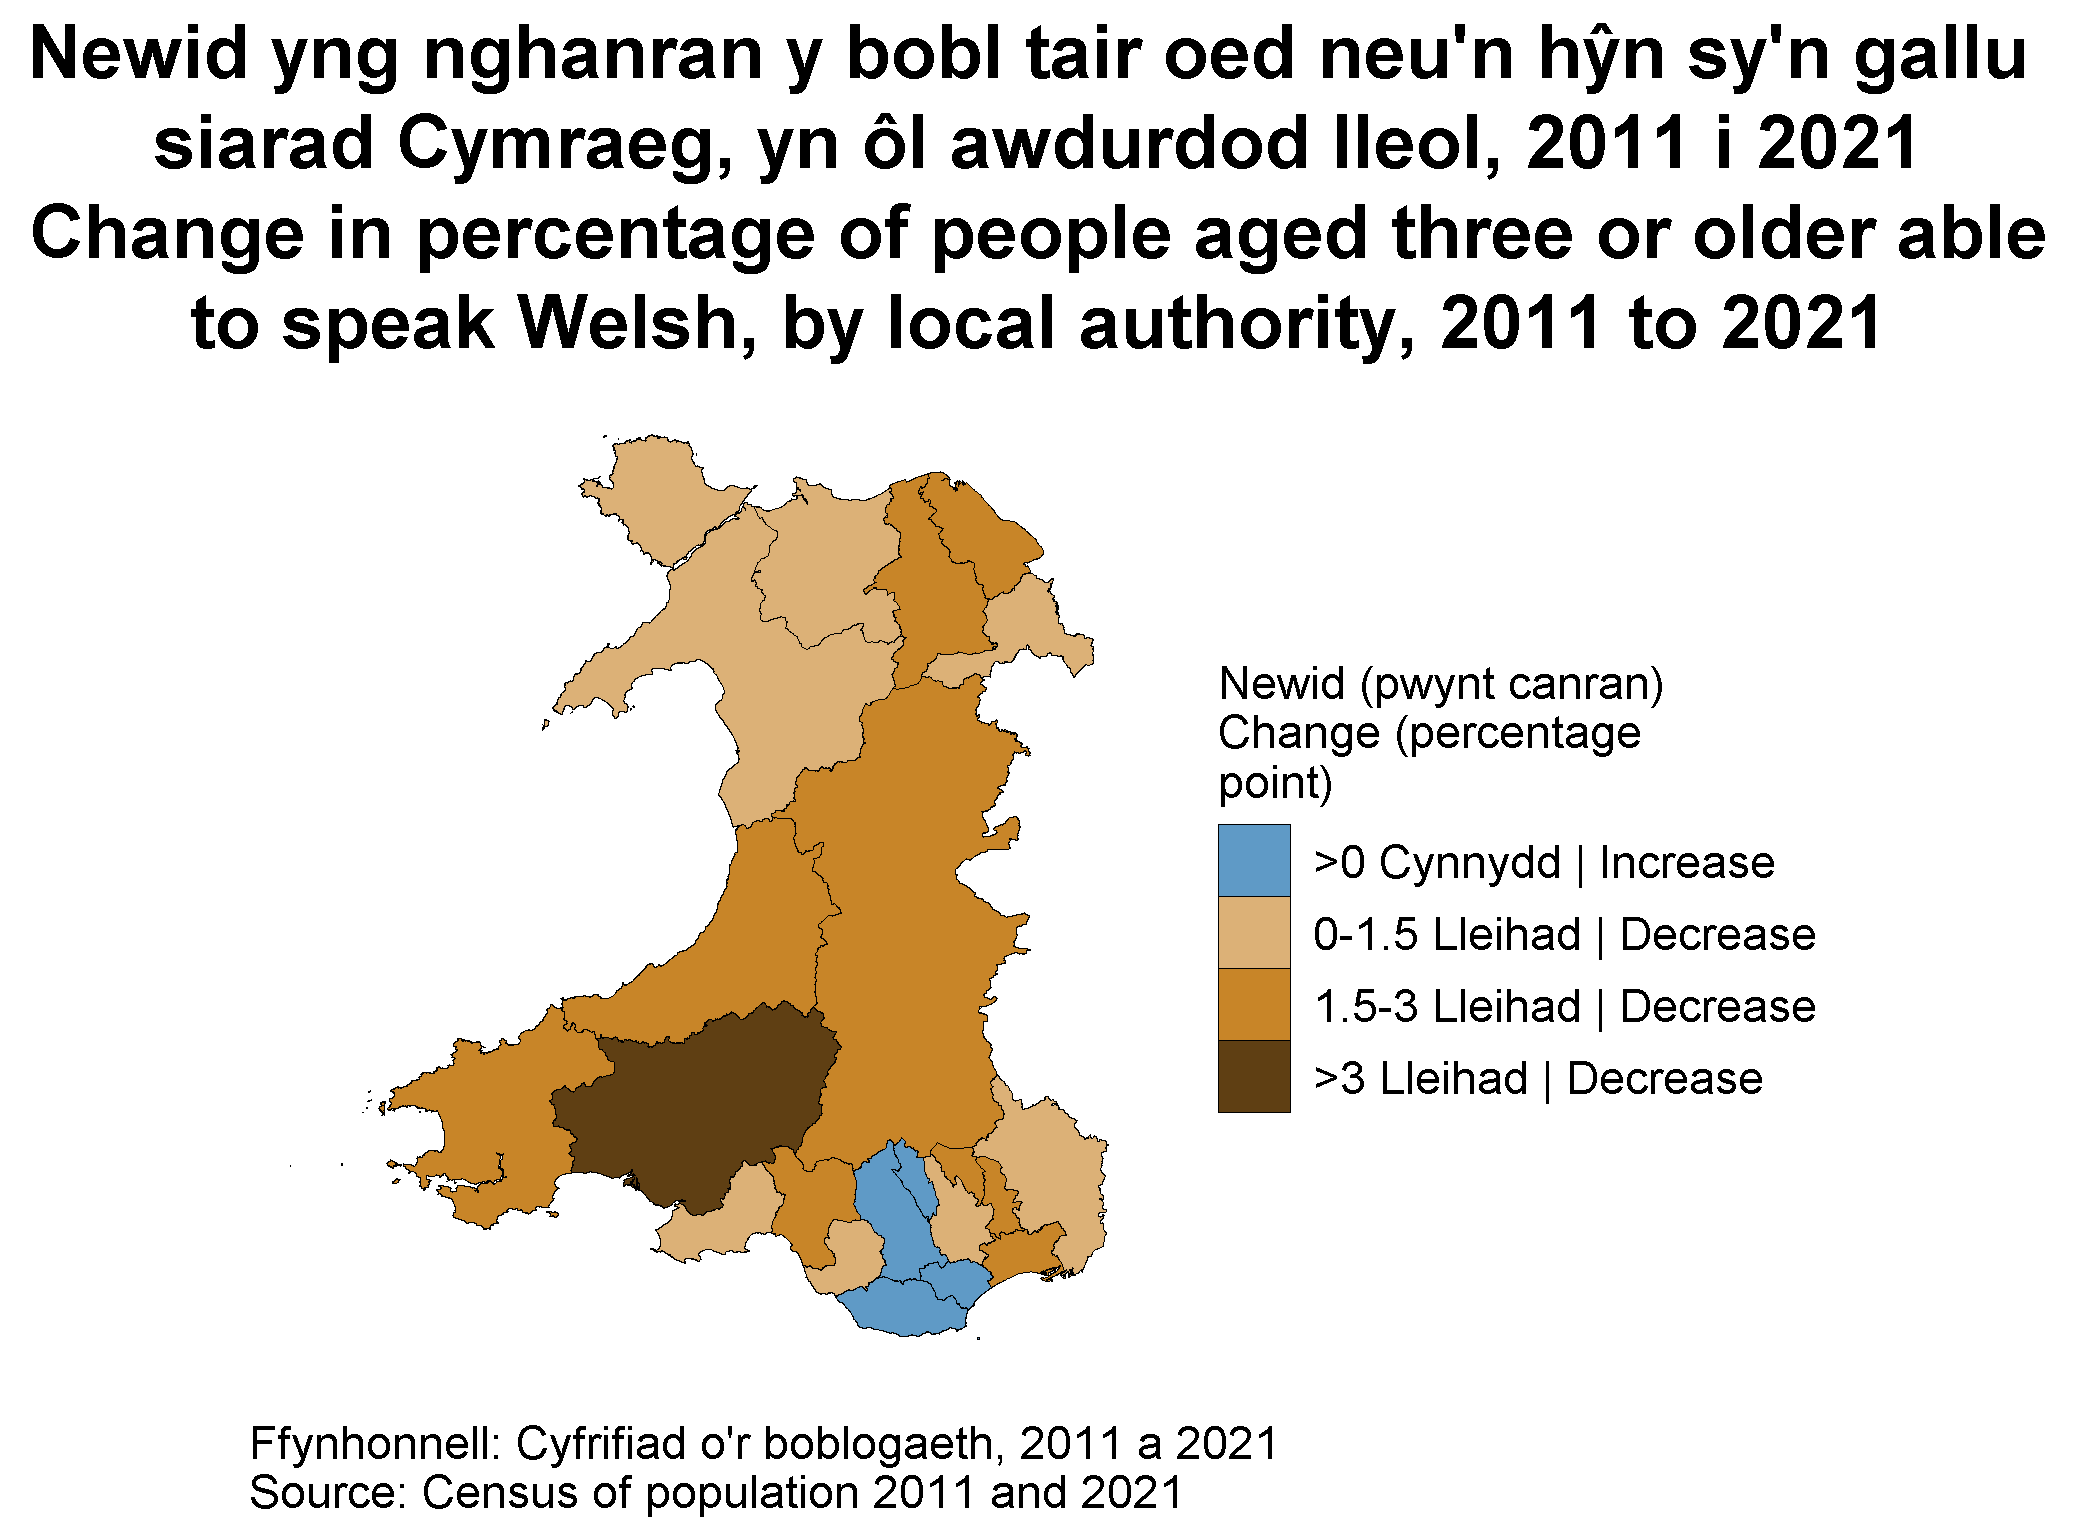 Newid yng nghanran y bobl tair oed neu'n hŷn sy'n gallu
siarad Cymraeg, yn ôl awdurdod lleol, 2011 i 2021
Change in percentage of people aged three or older able
to speak Welsh, by local authority, 2011 to 2021
Newid (pwynt canran)
Change (percentage
point)
>0 Cynnydd | Increase
0-1.5 Lleihad | Decrease
1.5-3 Lleihad | Decrease
>3 Lleihad | Decrease
Ffynhonnell: Cyfrifiad o'r boblogaeth, 2011 a 2021
Source: Census of population 2011 and 2021